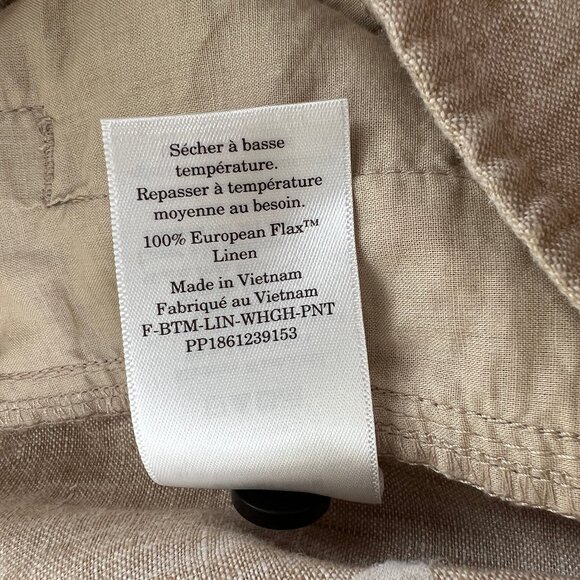 Sécher à basse
température.
Repasser à température
moyenne au besoin.
100% European Flax™
Linen
Made in Vietnam
Fabriqué au Vietnam
F-BTM-LIN-WHGH-PNT
PP1861239153